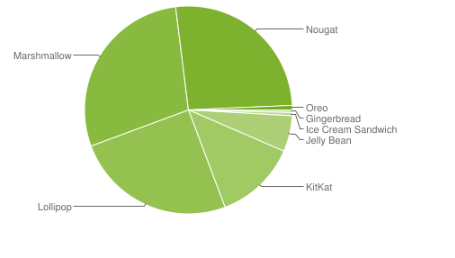 Nougat
Marshmallow
Oreo
Gingerbread
Ice Cream Sandwich
Jelly Bean
KitKat
Lollipop